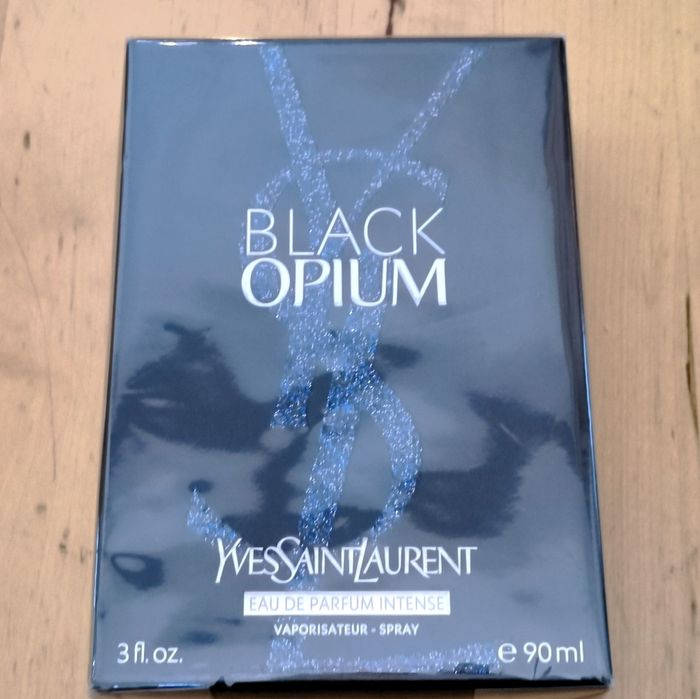 BLACK
OPIUM
YVESSAINTLAURENT
EAU DE PARFUM INTENSE
VAPORISATEUR - SPRAY
3 fl. oz. ℮ 90 ml